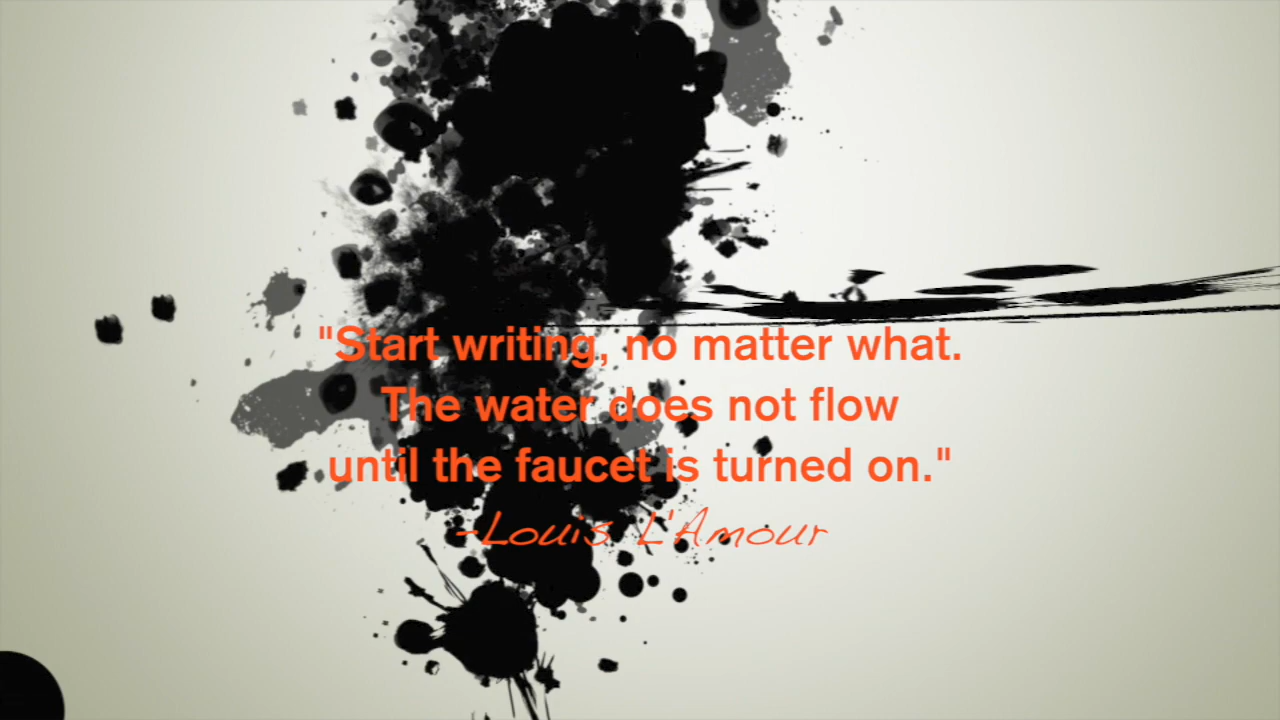 "Start writing, no matter what.
The water does not flow
until the faucet is turned on."
-Louis L'Amour